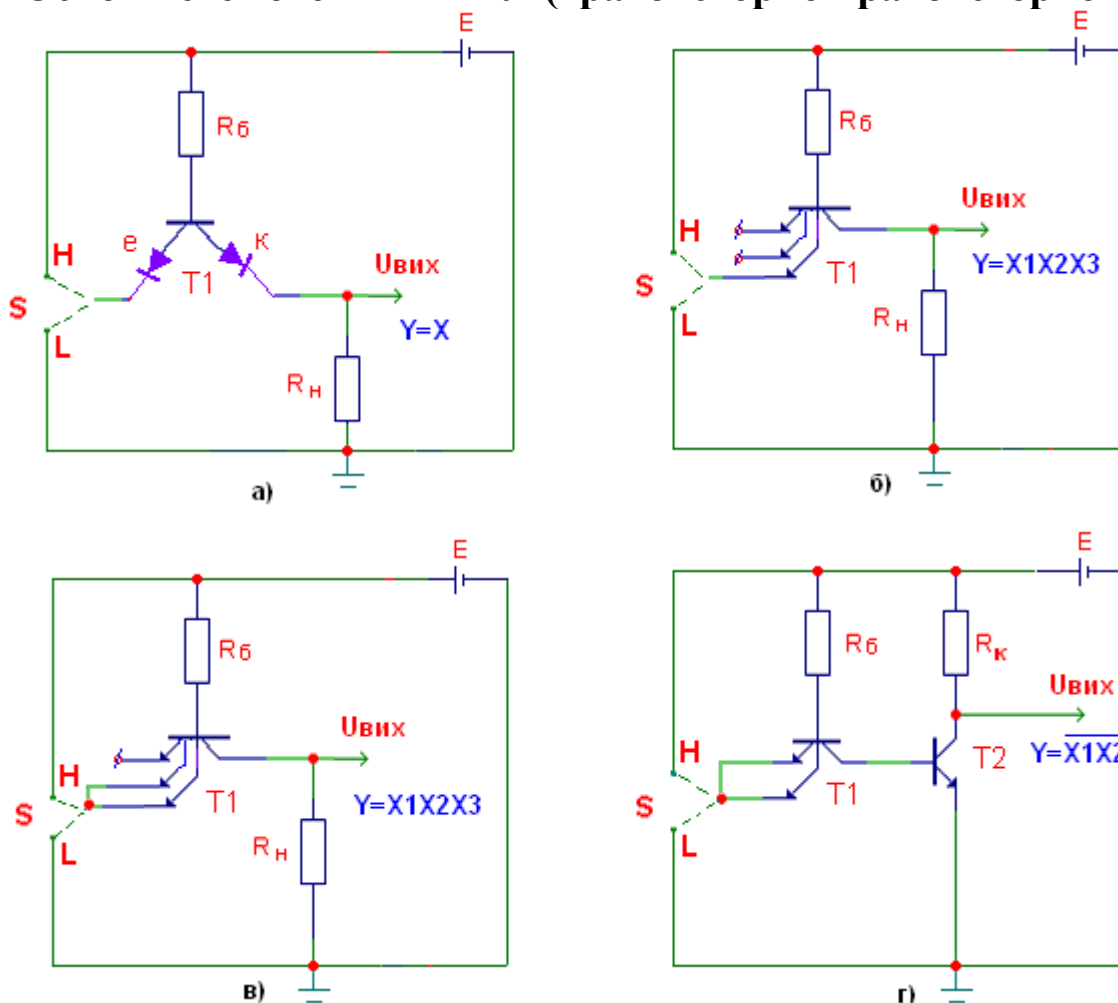 E
Rб
е
к
T1
H
S
L
Uвих
Y=X
Rн
а)
E
Rб
H
S
L
T1
Uвих
Y=X1X2X3
Rн
б)
E
Rб
H
S
L
T1
Uвих
Y=X1X2X3
Rн
в)
E
Rб
Rк
H
S
L
T1
T2
Uвих
Y=X1X2
г)